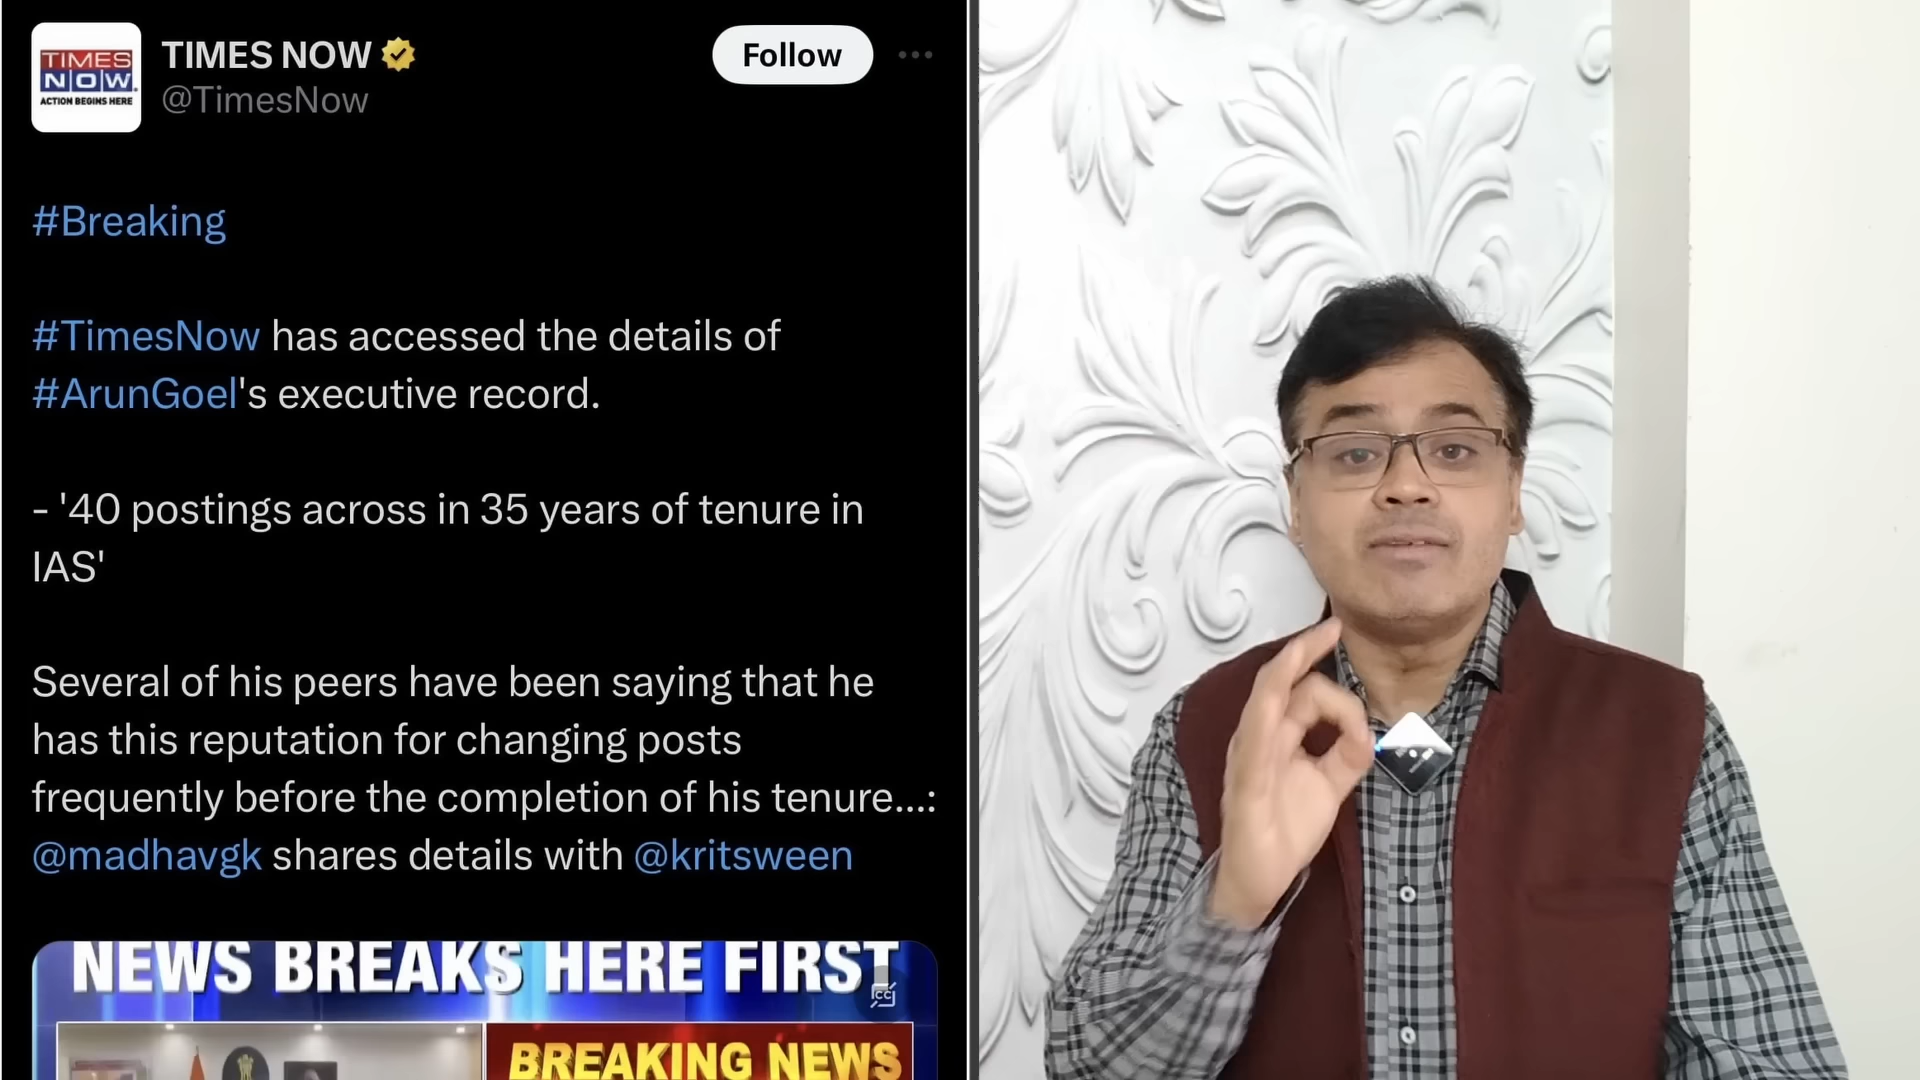 TIMES
NOW
ACTION BEGINS HERE
TIMES NOW
@TimesNow
Follow
#Breaking
#TimesNow has accessed the details of
#ArunGoel's executive record.
- '40 postings across in 35 years of tenure in
IAS'
Several of his peers have been saying that he
has this reputation for changing posts
frequently before the completion of his tenure...:
@madhavgk shares details with @kritsween
NEWS BREAKS HERE FIRST
CC
BREAKING NEWS